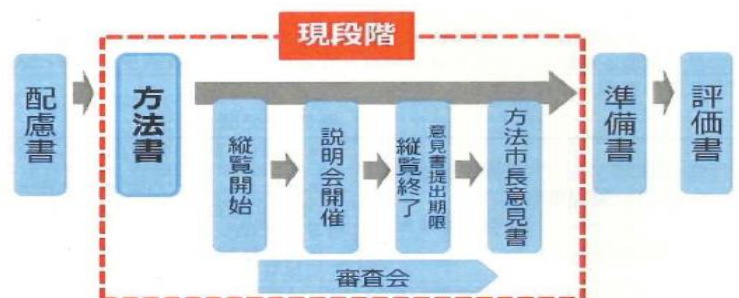 現段階
配慮書
方法書
縦覧開始
説明会開催
縦覧終了
意見書提出期限
方法市長意見書
準備書
評価書
審査会